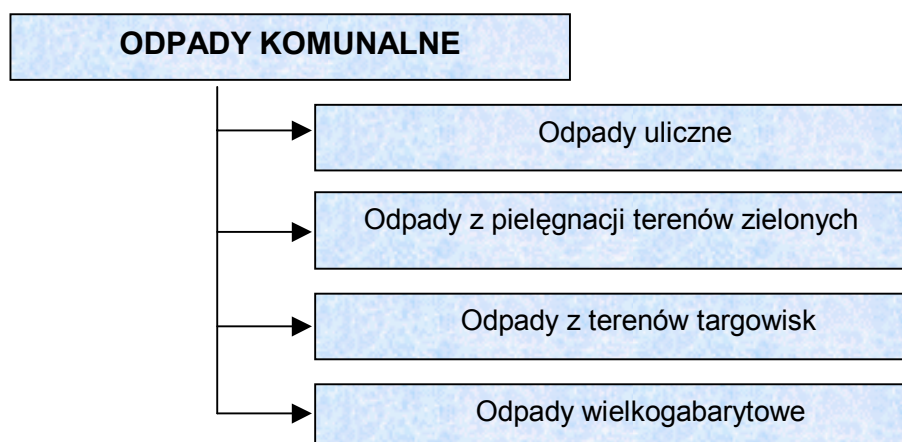 ODPADY KOMUNALNE
Odpady uliczne
Odpady z pielęgnacji terenów zielonych
Odpady z terenów targowisk
Odpady wielkogabarytowe